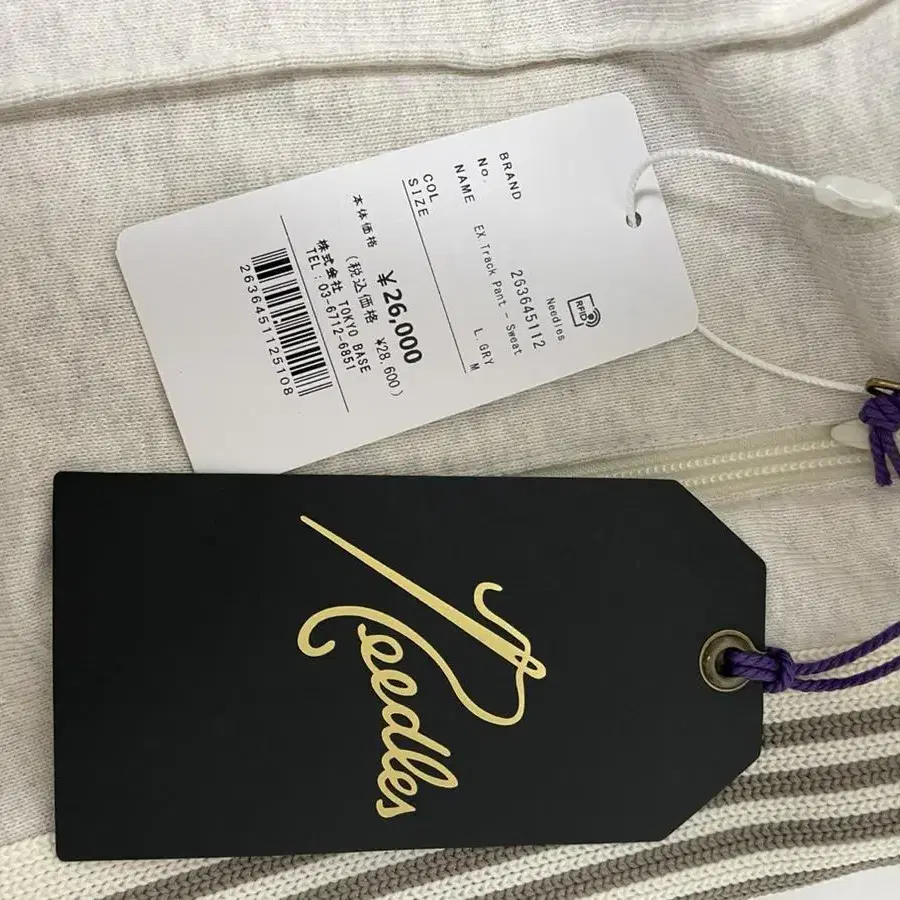 RFID
BRAND Needles
No. 263645112
NAME EX.Track Pant - Sweat
COL L.GRY
SIZE M
本体価格 ¥26,000
(税込価格 ¥28,600)
株式会社 TOKYO BASE
TEL:03-6712-6851
2636451125108
Needles